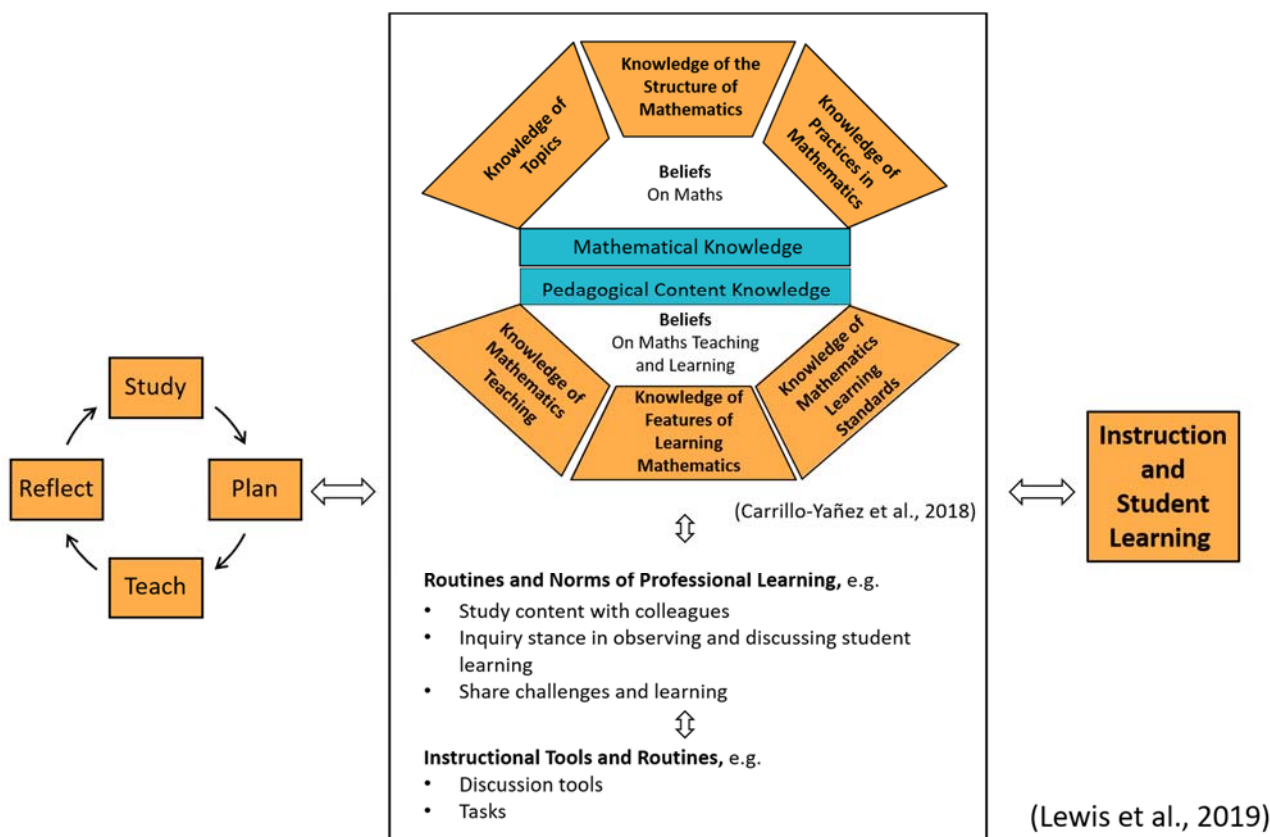 Knowledge of
Topics
Knowledge of the
Structure of
Mathematics
Knowledge of
Practices in
Mathematics
Beliefs
On Maths
Mathematical Knowledge
Pedagogical Content Knowledge
Beliefs
On Maths Teaching
and Learning
Knowledge of
Mathematics
Teaching
Knowledge of
Features of
Learning
Mathematics
Knowledge of
Mathematics
Learning
Standards
(Carrillo-Yañez et al., 2018)
Study
Plan
Teach
Reflect
Routines and Norms of Professional Learning, e.g.
• Study content with colleagues
• Inquiry stance in observing and discussing student
learning
• Share challenges and learning
Instructional Tools and Routines, e.g.
• Discussion tools
• Tasks
Instruction
and
Student
Learning
(Lewis et al., 2019)